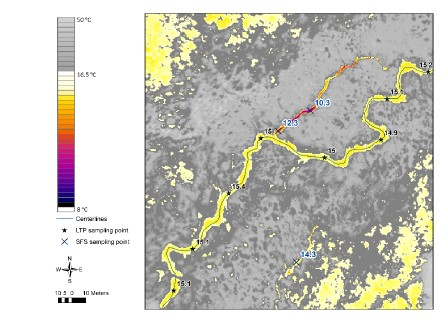 50 °C
16.5 °C
8 °C
Centerlines
LTP sampling point
SFS sampling point
N
W E
S
10 5 0 10 Meters
15.2
15.1
10.3
12.3
15
14.9
15
15.4
15.1
14.3
15.1